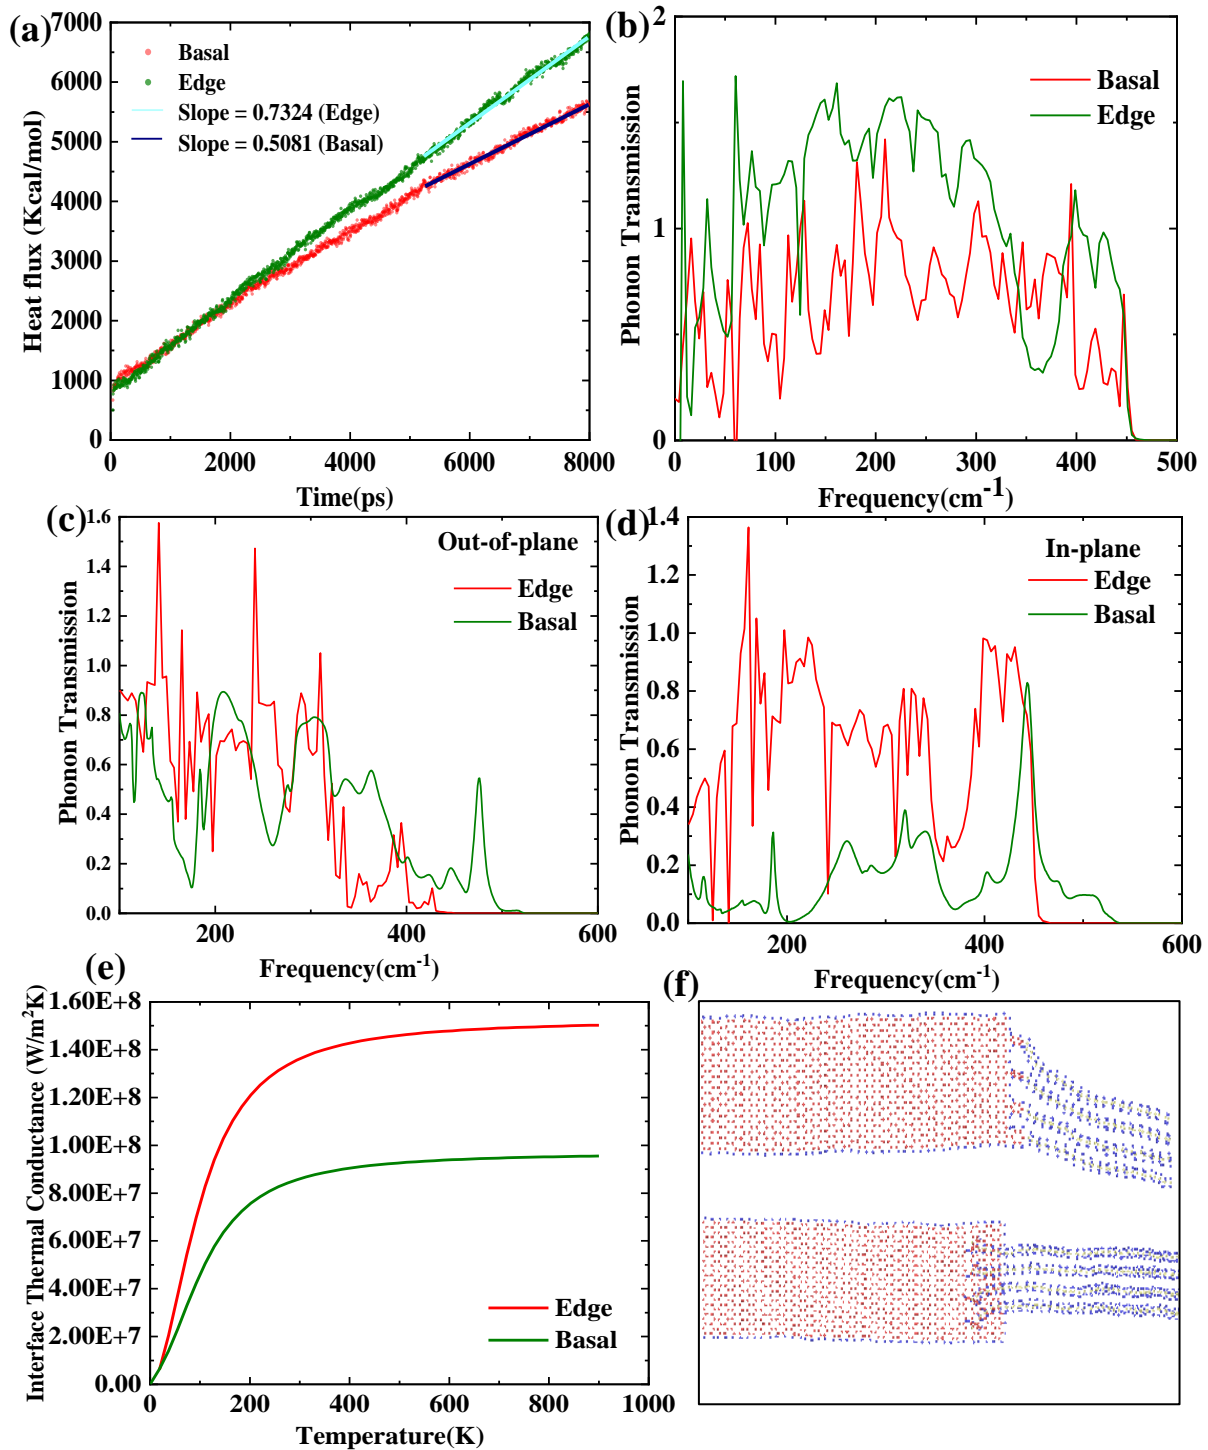 (a)
7000
6000
5000
4000
3000
2000
1000
0
Heat flux (Kcal/mol)
Basal
Edge
Slope = 0.7324 (Edge)
Slope = 0.5081 (Basal)
0 2000 4000 6000 8000
Time(ps)
(b)
2
1
0
Phonon Transmission
Basal
Edge
0 100 200 300 400 500
Frequency(cm-1)
(c)
1.6
1.4
1.2
1.0
0.8
0.6
0.4
0.2
0.0
Phonon Transmission
Out-of-plane
Edge
Basal
200 400 600
Frequency(cm-1)
(d)
1.4
1.2
1.0
0.8
0.6
0.4
0.2
0.0
Phonon Transmission
In-plane
Edge
Basal
200 400 600
Frequency(cm-1)
(e)
1.60E+8
1.40E+8
1.20E+8
1.00E+8
8.00E+7
6.00E+7
4.00E+7
2.00E+7
0.00
Interface Thermal Conductance (W/m2K)
Edge
Basal
0 200 400 600 800 1000
Temperature(K)
(f)